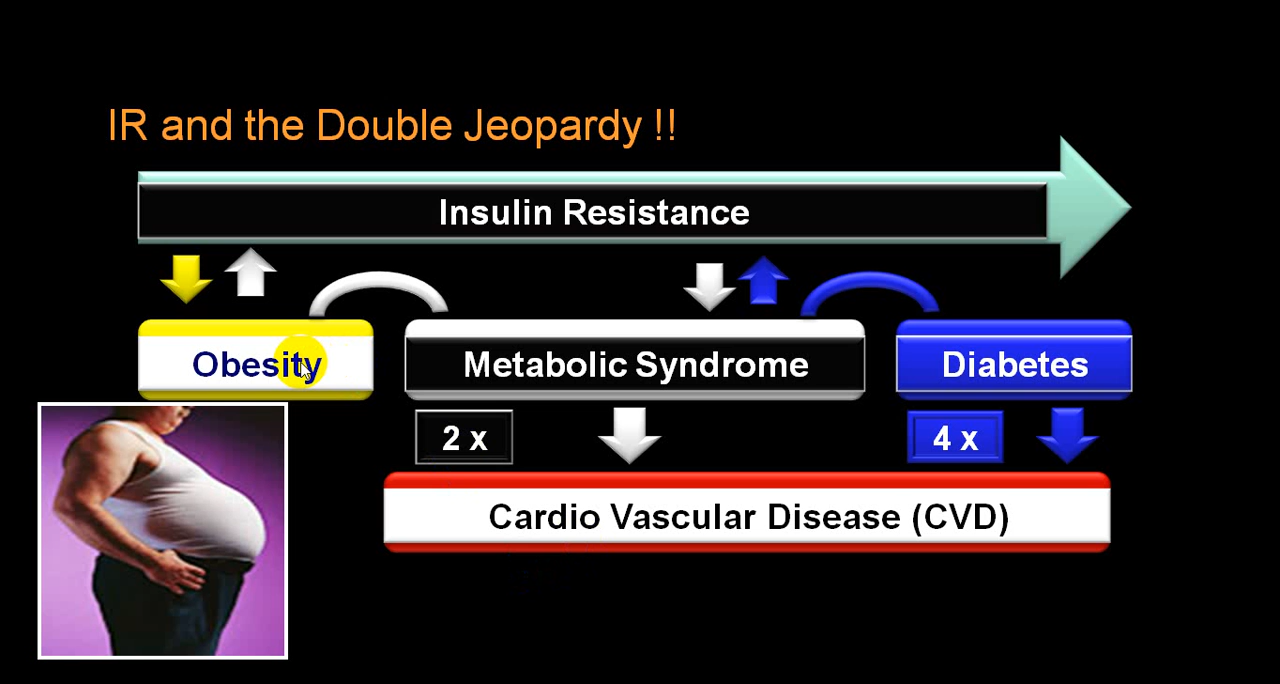 IR and the Double Jeopardy !!
Insulin Resistance
Obesity
Metabolic Syndrome
Diabetes
2 x
4 x
Cardio Vascular Disease (CVD)